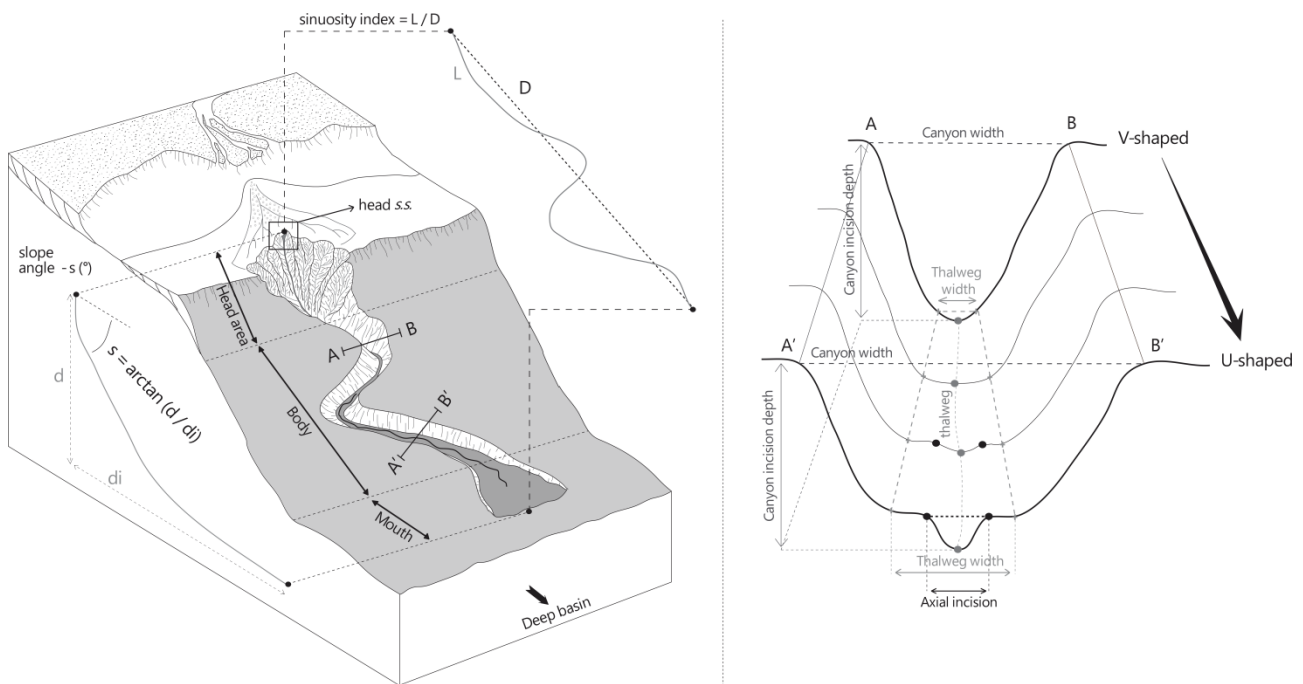 sinuosity index = L / D
L
D
head s.s.
slope
angle - s (°)
Head area
A
B
d
s = arctan (d / di)
Body
B'
A'
di
Mouth
Deep basin
A
B
Canyon width
V-shaped
Canyon incision depth
Thalweg
width
A'
Canyon width
B'
U-shaped
thalweg
Canyon incision depth
Thalweg width
Axial incision